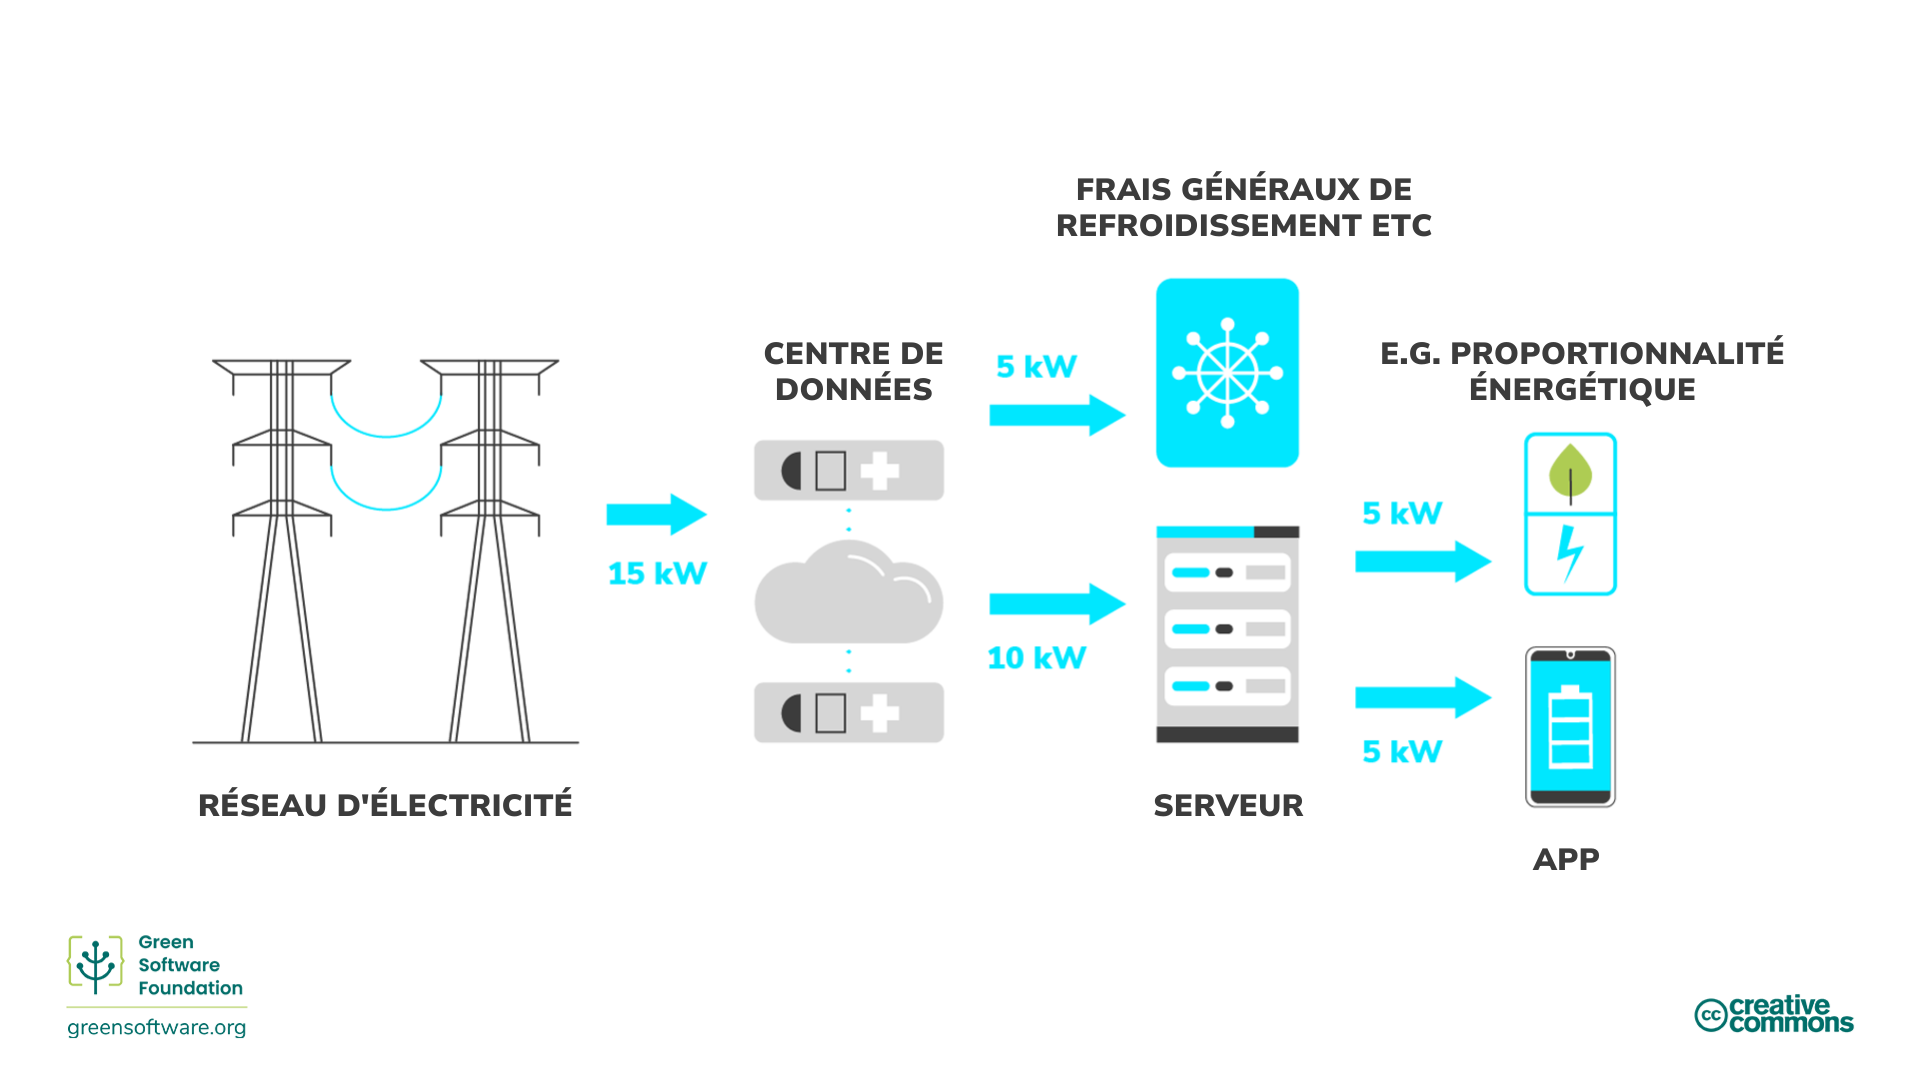 FRAIS GÉNÉRAUX DE
REFROIDISSEMENT ETC
CENTRE DE
DONNÉES
5 kW
E.G. PROPORTIONNALITÉ
ÉNERGÉTIQUE
5 kW
15 kW
10 kW
5 kW
RÉSEAU D'ÉLECTRICITÉ
SERVEUR
APP
Green
Software
Foundation
greensoftware.org
cc creative
commons